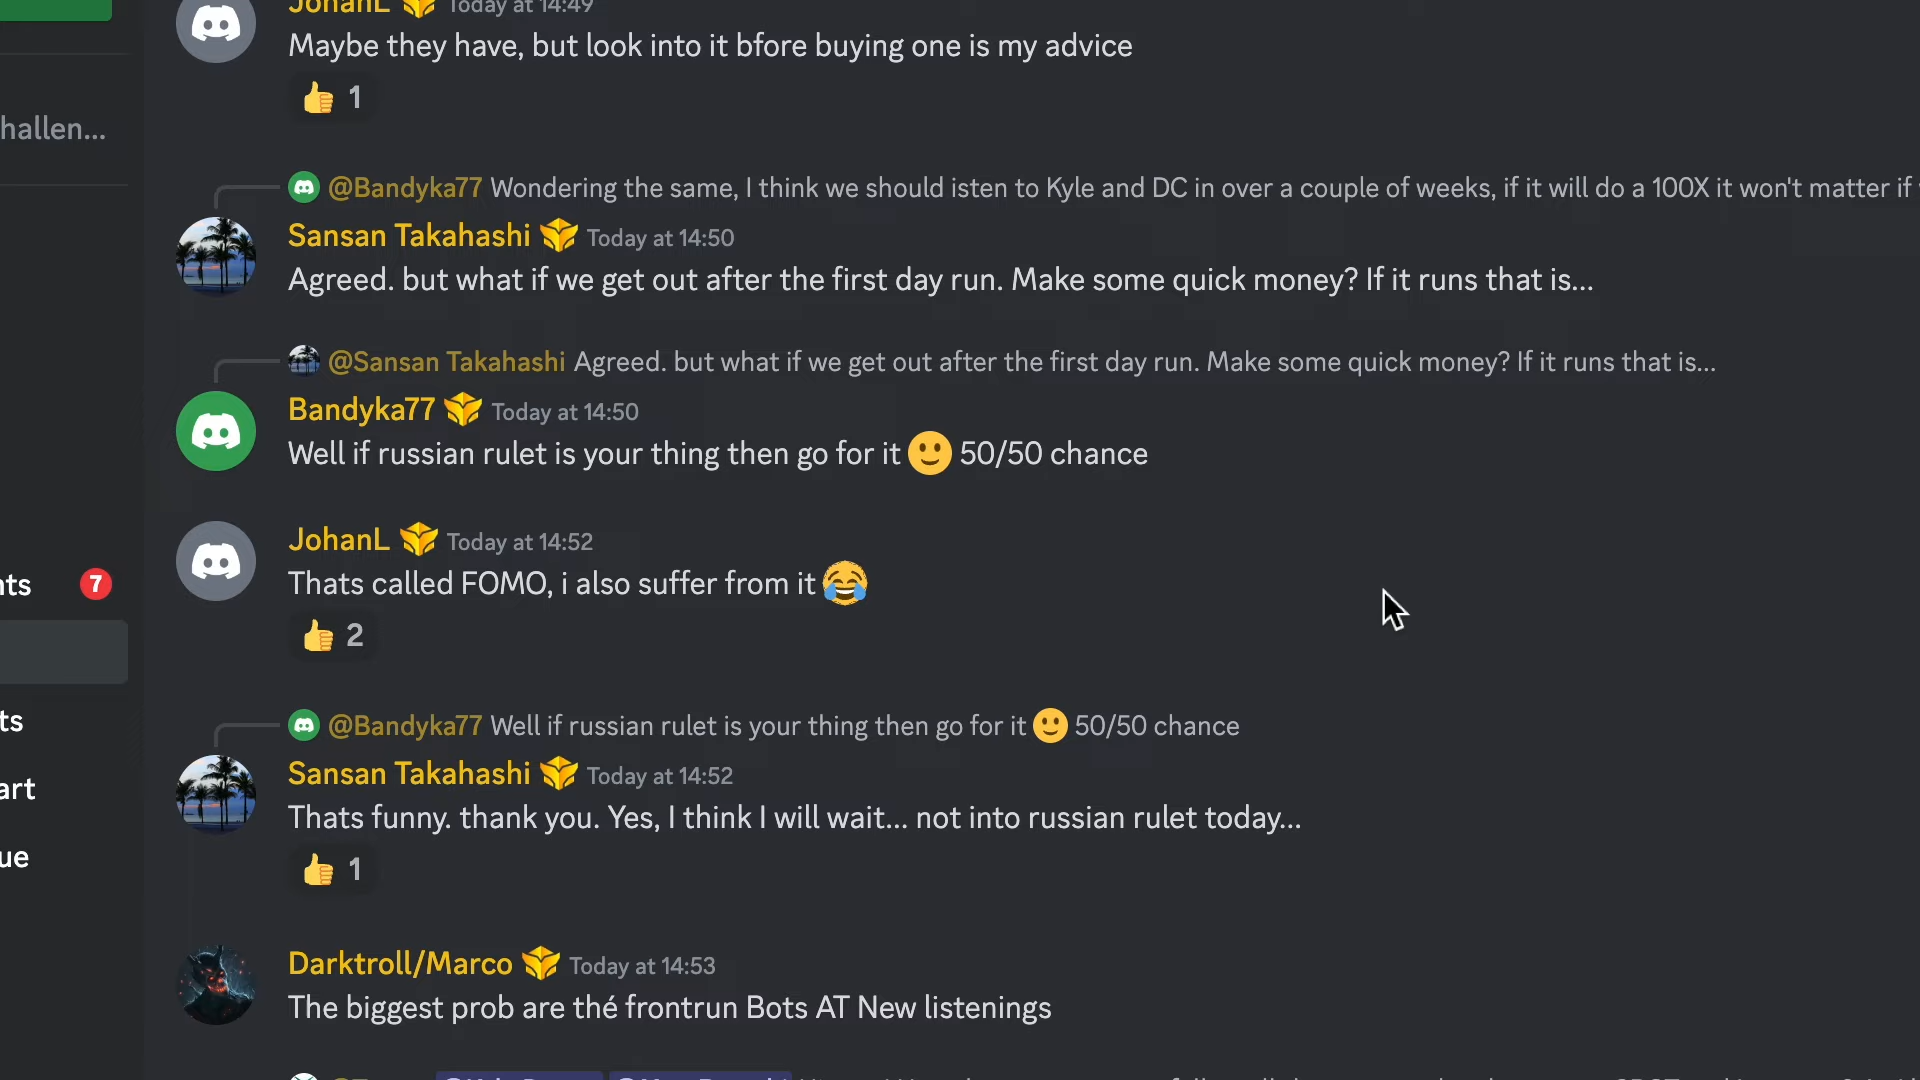 JohanL Today at 14:49
Maybe they have, but look into it bfore buying one is my advice
👍 1
hallen...
@Bandyka77 Wondering the same, I think we should isten to Kyle and DC in over a couple of weeks, if it will do a 100X it won't matter if
Sansan Takahashi Today at 14:50
Agreed. but what if we get out after the first day run. Make some quick money? If it runs that is...
@Sansan Takahashi Agreed. but what if we get out after the first day run. Make some quick money? If it runs that is...
Bandyka77 Today at 14:50
Well if russian rulet is your thing then go for it 🙂 50/50 chance
JohanL Today at 14:52
Thats called FOMO, i also suffer from it 😂
nts 7
👍 2
ts
@Bandyka77 Well if russian rulet is your thing then go for it 🙂 50/50 chance
Sansan Takahashi Today at 14:52
art
Thats funny. thank you. Yes, I think I will wait... not into russian rulet today...
ue
👍 1
Darktroll/Marco Today at 14:53
The biggest prob are thé frontrun Bots AT New listenings